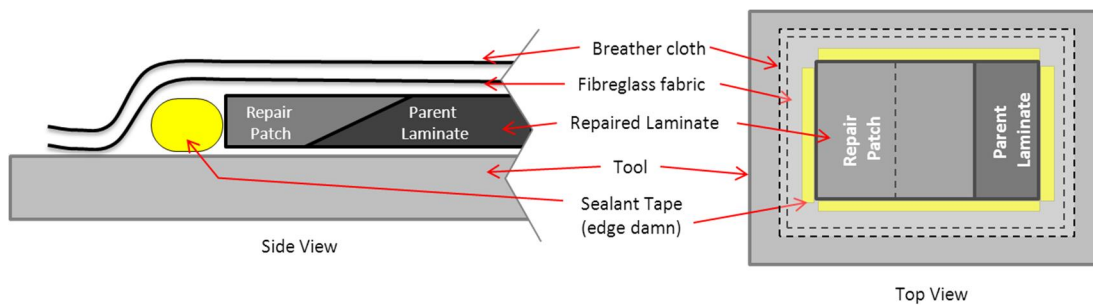 Breather cloth
Fibreglass fabric
Repair
Patch
Parent
Laminate
Repaired Laminate
Tool
Sealant Tape
(edge damn)
Side View
Repair
Patch
Parent
Laminate
Top View